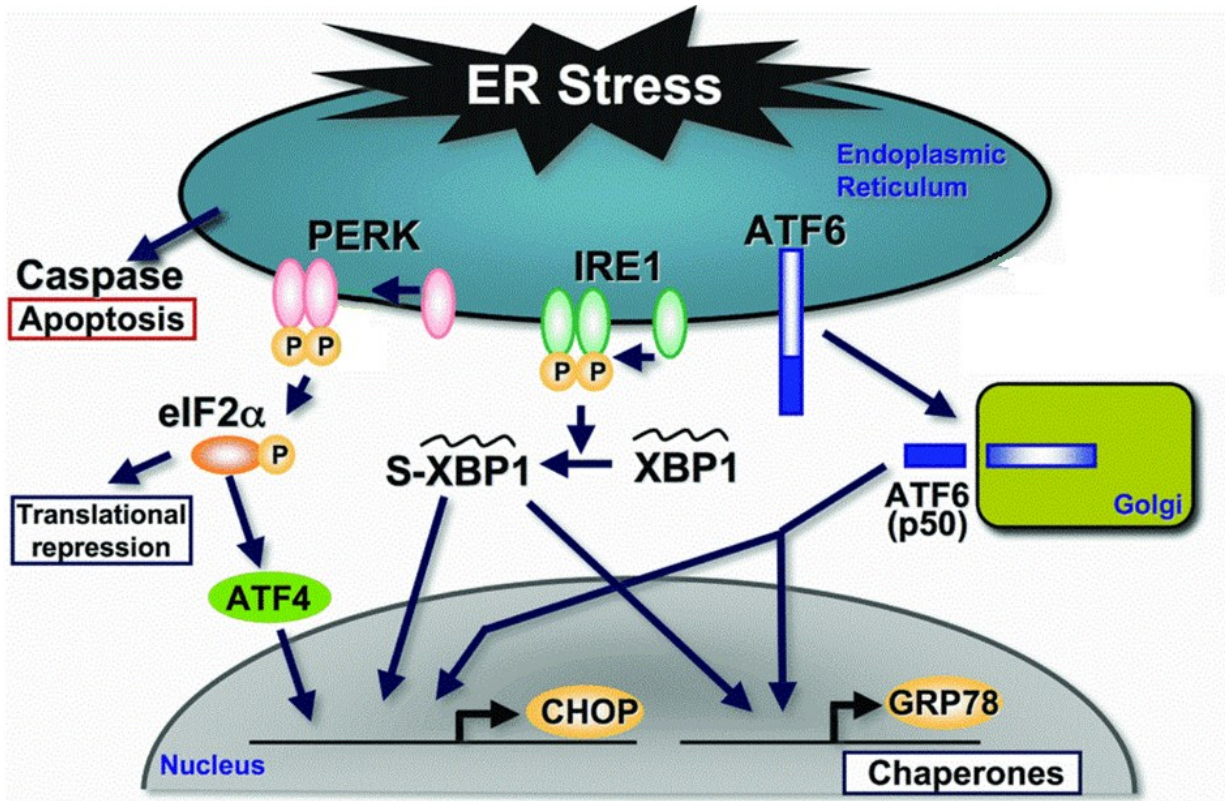 ER Stress
Endoplasmic
Reticulum
PERK
IRE1
ATF6
Caspase
Apoptosis
P P
P P
eIF2α
P
S-XBP1
XBP1
ATF6
(p50)
Golgi
Translational
repression
ATF4
CHOP
GRP78
Nucleus
Chaperones